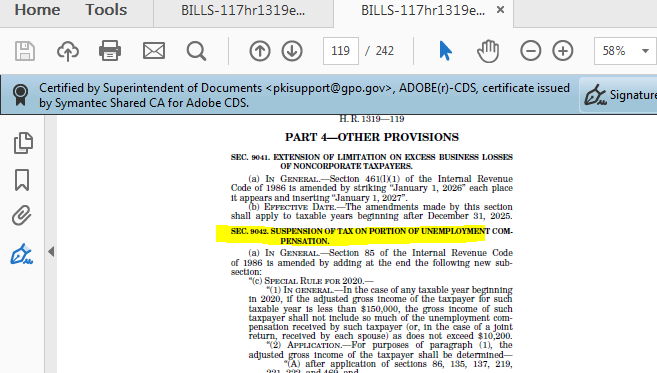 Home Tools BILLS-117hr1319e... BILLS-117hr1319e... ×
119 / 242 58%
Certified by Superintendent of Documents <pkisupport@gpo.gov>, ADOBE(r)-CDS, certificate issued
by Symantec Shared CA for Adobe CDS.
Signature
H. R. 1319—119
PART 4—OTHER PROVISIONS
SEC. 9041. EXTENSION OF LIMITATION ON EXCESS BUSINESS LOSSES
OF NONCORPORATE TAXPAYERS.
(a) IN GENERAL.—Section 461(l)(1) of the Internal Revenue
Code of 1986 is amended by striking “January 1, 2026” each place
it appears and inserting “January 1, 2027”.
(b) EFFECTIVE DATE.—The amendments made by this section
shall apply to taxable years beginning after December 31, 2025.
SEC. 9042. SUSPENSION OF TAX ON PORTION OF UNEMPLOYMENT COM-
PENSATION.
(a) IN GENERAL.—Section 85 of the Internal Revenue Code
of 1986 is amended by adding at the end the following new sub-
section:
“(c) SPECIAL RULE FOR 2020.—
“(1) IN GENERAL.—In the case of any taxable year beginning
in 2020, if the adjusted gross income of the taxpayer for such
taxable year is less than $150,000, the gross income of such
taxpayer shall not include so much of the unemployment com-
pensation received by such taxpayer (or, in the case of a joint
return, received by each spouse) as does not exceed $10,200.
“(2) APPLICATION.—For purposes of paragraph (1), the
adjusted gross income of the taxpayer shall be determined—
“(A) after application of sections 86, 135, 137, 219,
221, 222, and 469, and